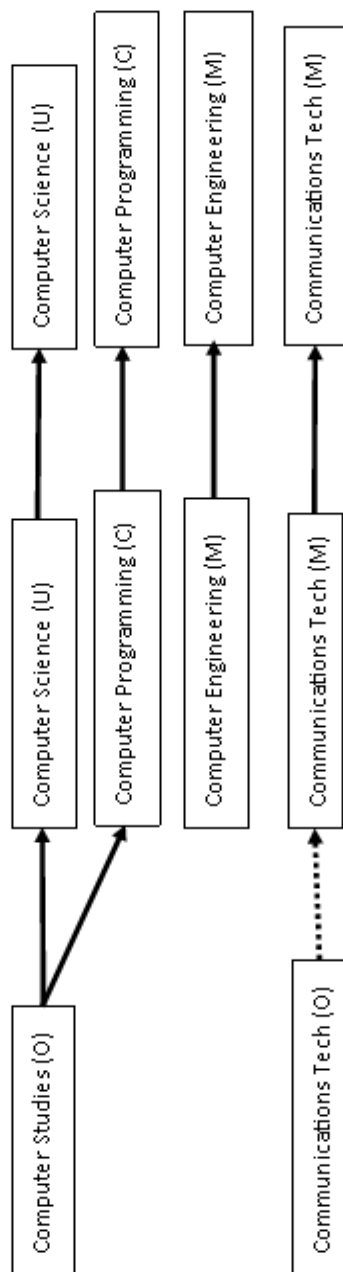 Computer Studies (O)
Computer Science (U)
Computer Science (U)
Computer Programming (C)
Computer Programming (C)
Computer Engineering (M)
Computer Engineering (M)
Communications Tech (O)
Communications Tech (M)
Communications Tech (M)